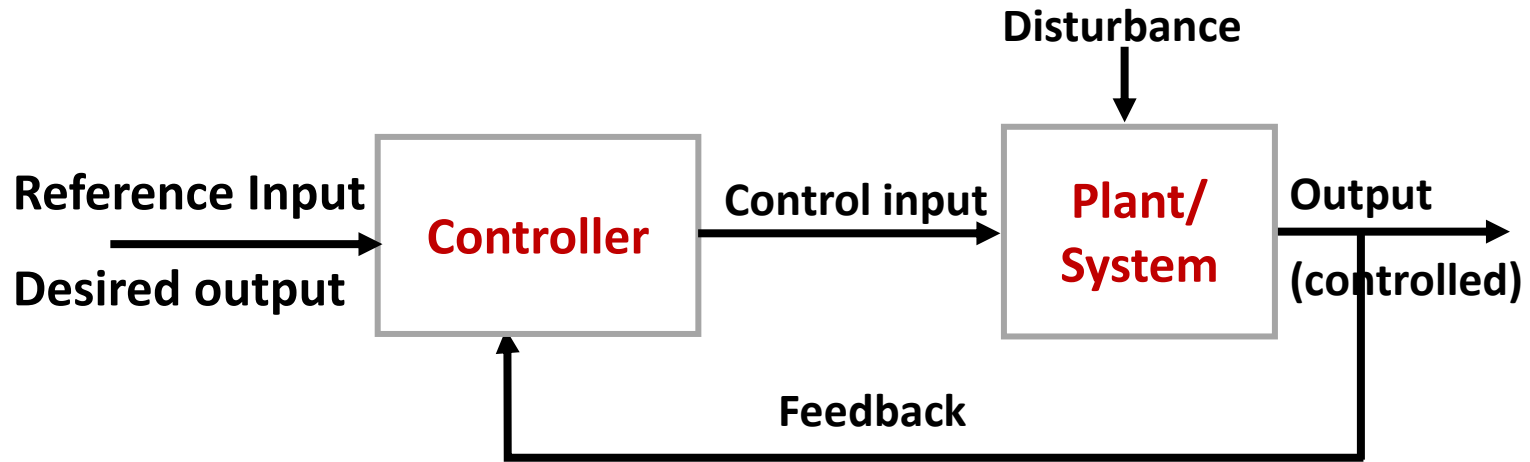 Disturbance
Reference Input
Desired output
Controller
Control input
Plant/
System
Output
(controlled)
Feedback